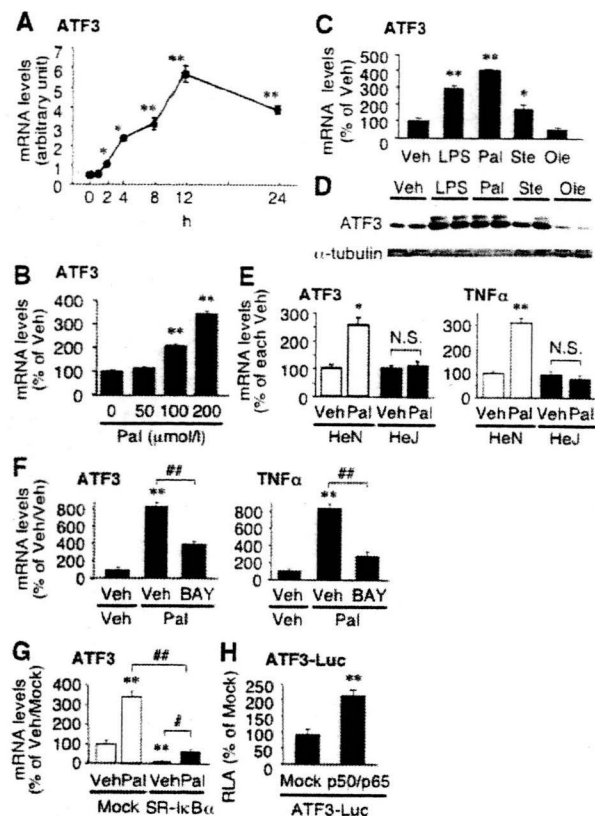 A ATF3
mRNA levels
(arbitrary unit)
7
6
5
4
3
2
1
0
* * ** ** **
0 2 4 8 12 24
h
B ATF3
mRNA levels
(% of Veh)
400
300
200
100
0
** **
0 50 100 200
Pal (μmol/l)
C ATF3
mRNA levels
(% of Veh)
500
400
300
200
100
0
** ** *
Veh LPS Pal Ste Ole
D Veh LPS Pal Ste Ole
ATF3
α-tubulin
E ATF3
mRNA levels
(% of each Veh)
300
200
100
0
* N.S.
Veh Pal Veh Pal
HeN HeJ
TNFα
300
200
100
0
** N.S.
Veh Pal Veh Pal
HeN HeJ
F ATF3
mRNA levels
(% of Veh/Veh)
800
600
400
200
0
** ##
Veh Veh BAY
Veh Pal
TNFα
800
600
400
200
0
** ##
Veh Veh BAY
Veh Pal
G ATF3
mRNA levels
(% of Veh/Mock)
400
300
200
100
0
** ## ** #
VehPal VehPal
Mock SR-IκBα
H ATF3-Luc
RLA (% of Mock)
250
200
150
100
50
0
**
Mock p50/p65
ATF3-Luc